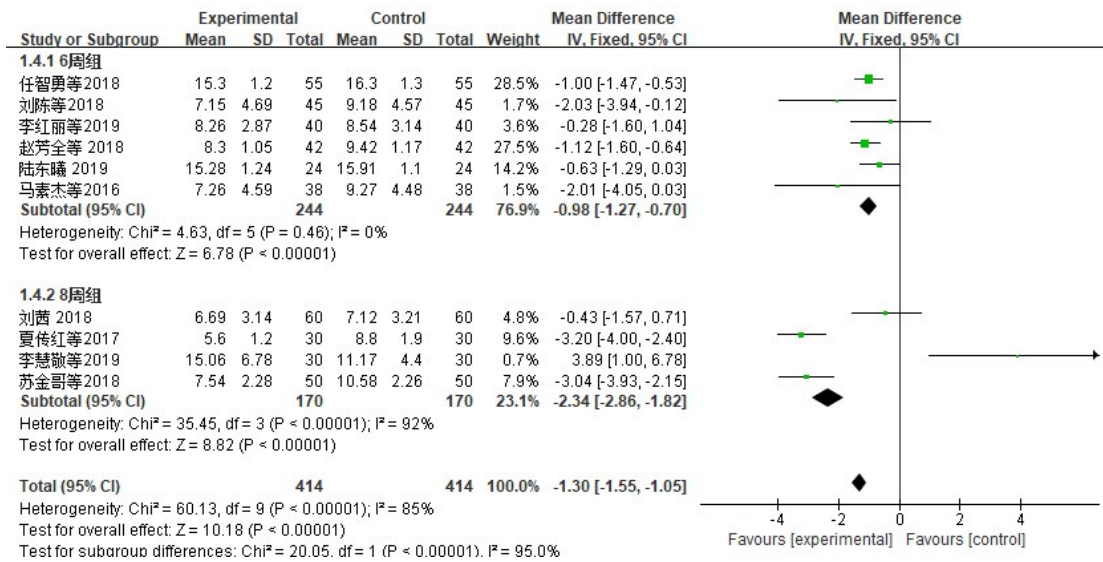 Experimental Control Mean Difference Mean Difference
Study or Subgroup Mean SD Total Mean SD Total Weight IV, Fixed, 95% CI IV, Fixed, 95% CI
1.4.1 6周组
任智勇等2018 15.3 1.2 55 16.3 1.3 55 28.5% -1.00 [-1.47, -0.53]
刘陈等2018 7.15 4.69 45 9.18 4.57 45 1.7% -2.03 [-3.94, -0.12]
李红丽等2019 8.26 2.87 40 8.54 3.14 40 3.6% -0.28 [-1.60, 1.04]
赵芳全等 2018 8.3 1.05 42 9.42 1.17 42 27.5% -1.12 [-1.60, -0.64]
陆东曦 2019 15.28 1.24 24 15.91 1.1 24 14.2% -0.63 [-1.29, 0.03]
马素杰等2016 7.26 4.59 38 9.27 4.48 38 1.5% -2.01 [-4.05, 0.03]
Subtotal (95% CI) 244 244 76.9% -0.98 [-1.27, -0.70]
Heterogeneity: Chi² = 4.63, df = 5 (P = 0.46); I² = 0%
Test for overall effect: Z = 6.78 (P < 0.00001)
1.4.2 8周组
刘茜 2018 6.69 3.14 60 7.12 3.21 60 4.8% -0.43 [-1.57, 0.71]
夏传红等2017 5.6 1.2 30 8.8 1.9 30 9.6% -3.20 [-4.00, -2.40]
李慧敬等2019 15.06 6.78 30 11.17 4.4 30 0.7% 3.89 [1.00, 6.78]
苏金哥等2018 7.54 2.28 50 10.58 2.26 50 7.9% -3.04 [-3.93, -2.15]
Subtotal (95% CI) 170 170 23.1% -2.34 [-2.86, -1.82]
Heterogeneity: Chi² = 35.45, df = 3 (P < 0.00001); I² = 92%
Test for overall effect: Z = 8.82 (P < 0.00001)
Total (95% CI) 414 414 100.0% -1.30 [-1.55, -1.05]
Heterogeneity: Chi² = 60.13, df = 9 (P < 0.00001); I² = 85%
Test for overall effect: Z = 10.18 (P < 0.00001)
Test for subgroup differences: Chi² = 20.05, df = 1 (P < 0.00001), I² = 95.0%
-4 -2 0 2 4
Favours [experimental] Favours [control]